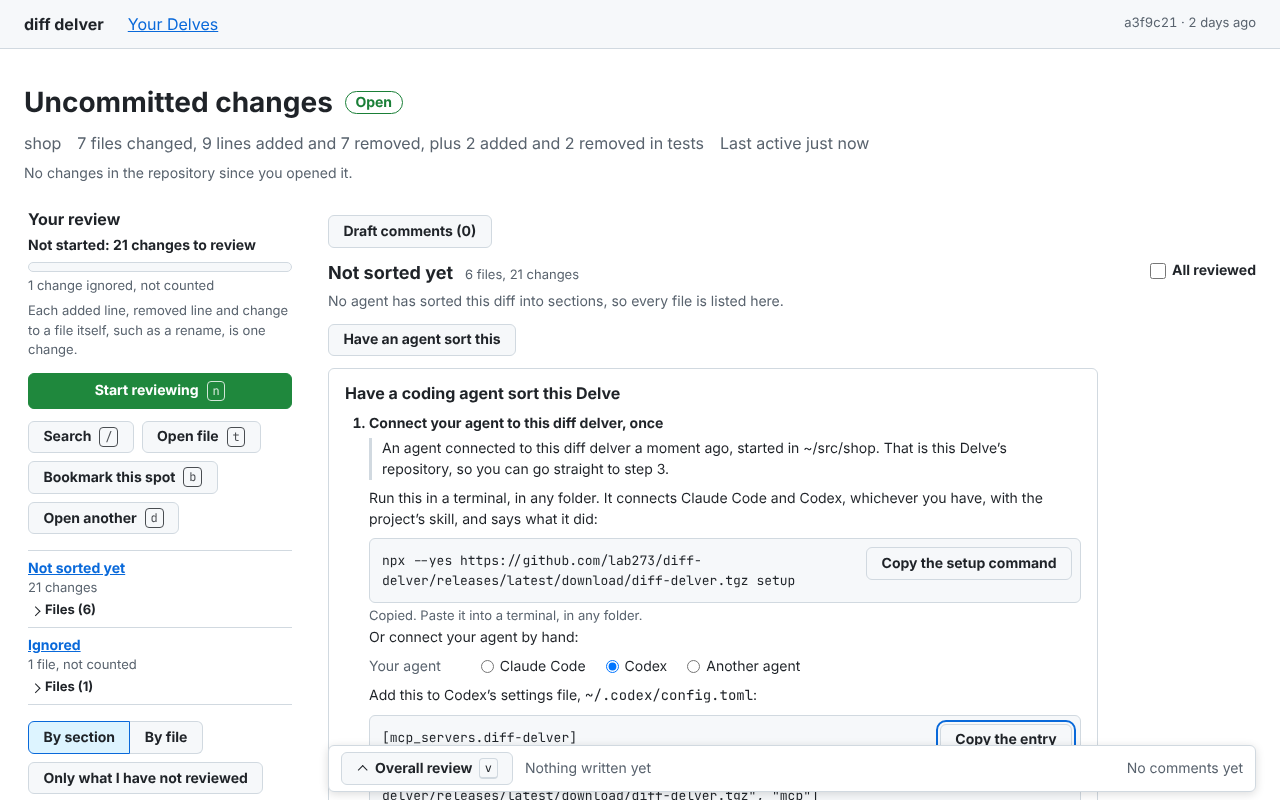 diff delver Your Delves a3f9c21 · 2 days ago
Uncommitted changes Open
shop 7 files changed, 9 lines added and 7 removed, plus 2 added and 2 removed in tests Last active just now
No changes in the repository since you opened it.
Your review
Not started: 21 changes to review
1 change ignored, not counted
Each added line, removed line and change
to a file itself, such as a rename, is one
change.
Start reviewing n
Search / Open file t
Bookmark this spot b
Open another d
Not sorted yet
21 changes
Files (6)
Ignored
1 file, not counted
Files (1)
By section By file
Only what I have not reviewed
Draft comments (0)
Not sorted yet 6 files, 21 changes All reviewed
No agent has sorted this diff into sections, so every file is listed here.
Have an agent sort this
Have a coding agent sort this Delve
1. Connect your agent to this diff delver, once
An agent connected to this diff delver a moment ago, started in ~/src/shop. That is this Delve’s
repository, so you can go straight to step 3.
Run this in a terminal, in any folder. It connects Claude Code and Codex, whichever you have, with the
project’s skill, and says what it did:
npx --yes https://github.com/lab273/diff-
delver/releases/latest/download/diff-delver.tgz setup
Copy the setup command
Copied. Paste it into a terminal, in any folder.
Or connect your agent by hand:
Your agent Claude Code Codex Another agent
Add this to Codex’s settings file, ~/.codex/config.toml:
[mcp_servers.diff-delver]
Copy the entry
Overall review v Nothing written yet No comments yet
delver/releases/latest/download/diff-delver.tgz", "mcp"]